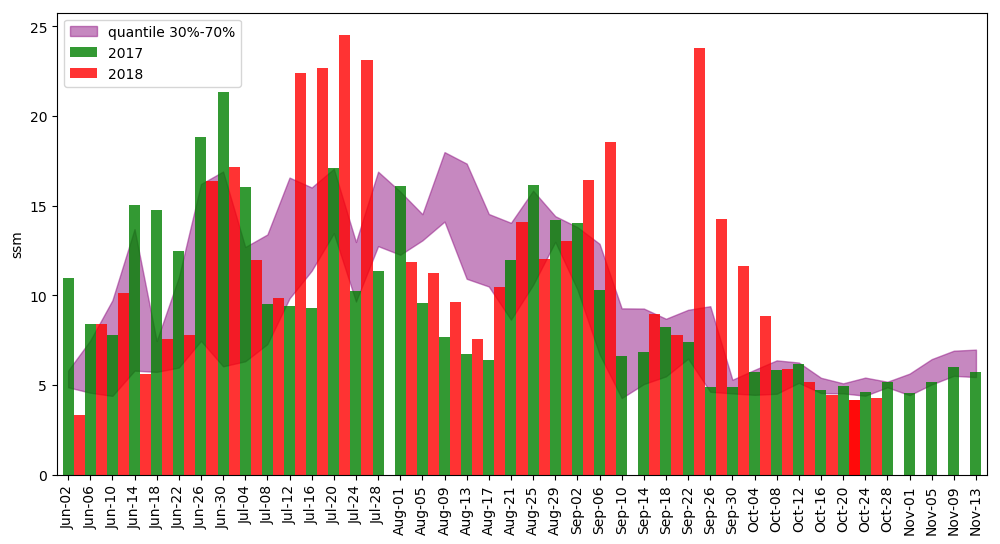 25
20
15
10
5
0
ssm
quantile 30%-70%
2017
2018
Jun-02
Jun-06
Jun-10
Jun-14
Jun-18
Jun-22
Jun-26
Jun-30
Jul-04
Jul-08
Jul-12
Jul-16
Jul-20
Jul-24
Jul-28
Aug-01
Aug-05
Aug-09
Aug-13
Aug-17
Aug-21
Aug-25
Aug-29
Sep-02
Sep-06
Sep-10
Sep-14
Sep-18
Sep-22
Sep-26
Sep-30
Oct-04
Oct-08
Oct-12
Oct-16
Oct-20
Oct-24
Oct-28
Nov-01
Nov-05
Nov-09
Nov-13